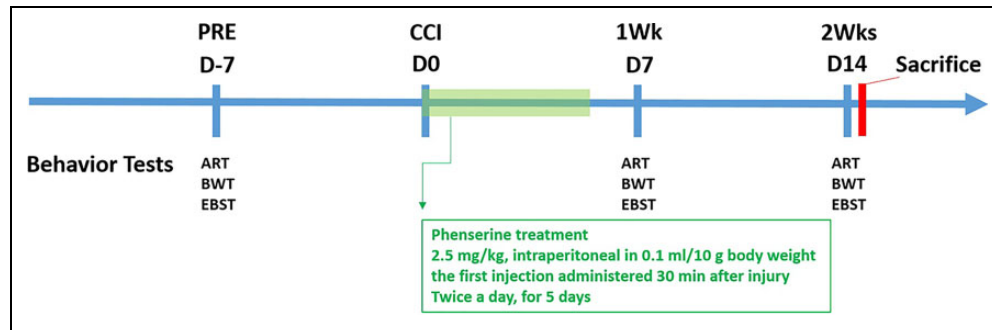 PRE CCI 1Wk 2Wks
D-7 D0 D7 D14 Sacrifice
Behavior Tests
ART ART ART
BWT BWT BWT
EBST EBST EBST
Phenserine treatment
2.5 mg/kg, intraperitoneal in 0.1 ml/10 g body weight
the first injection administered 30 min after injury
Twice a day, for 5 days